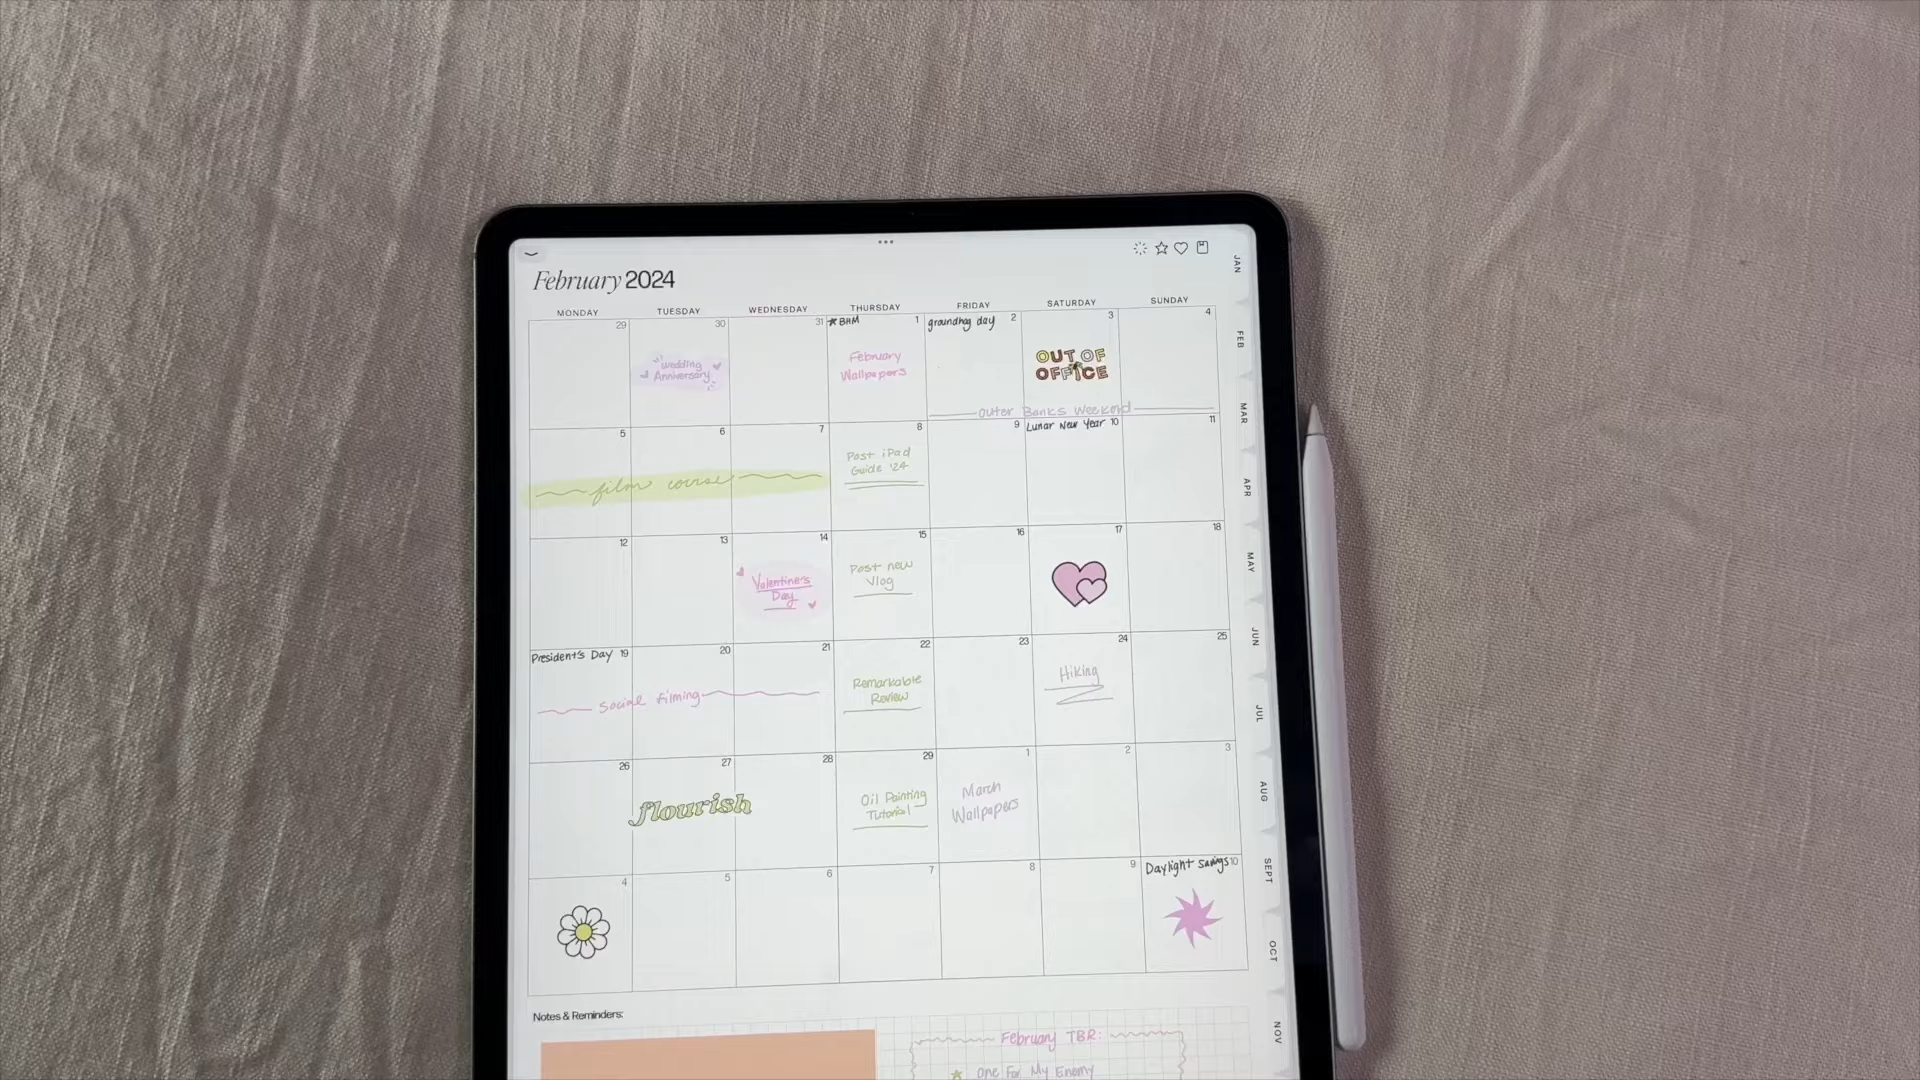 February 2024
MONDAY TUESDAY WEDNESDAY THURSDAY FRIDAY SATURDAY SUNDAY
29 30 31 ★ BHM 1 groundhog day 2 3 4
wedding
Anniversary
February
Wallpapers
OUT OF
OFFICE
Outer Banks Weekend
5 6 7 8 9 Lunar New Year 10 11
film course
Post iPad
Guide '24
12 13 14 15 16 17 18
Valentine's
Day
Post new
Vlog
President's Day 19 20 21 22 23 24 25
Social filming
Remarkable
Review
Hiking
26 27 28 29 1 2 3
flourish
Oil Painting
Tutorial
March
Wallpapers
4 5 6 7 8 9 Daylight Savings 10
Notes & Reminders:
February TBR:
One For My Enemy
JAN
FEB
MAR
APR
MAY
JUN
JUL
AUG
SEPT
OCT
NOV